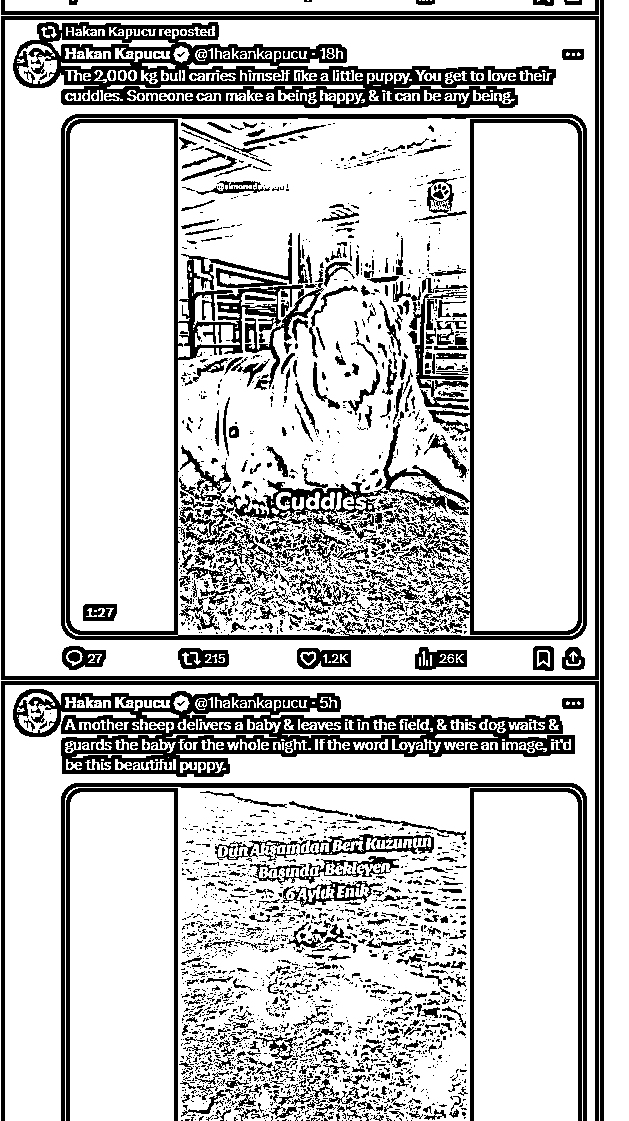 Hakan Kapucu reposted
Hakan Kapucu @1hakankapucu · 18h
The 2,000 kg bull carries himself like a little puppy. You get to love their
cuddles. Someone can make a being happy, & it can be any being.
Cuddles.
1:27
27 215 1.2K 26K
Hakan Kapucu @1hakankapucu · 5h
A mother sheep delivers a baby & leaves it in the field, & this dog waits &
guards the baby for the whole night. If the word Loyalty were an image, it'd
be this beautiful puppy.
Dün Akşamdan Beri Kuzunun
Başında Bekleyen
6 Aylık Enik